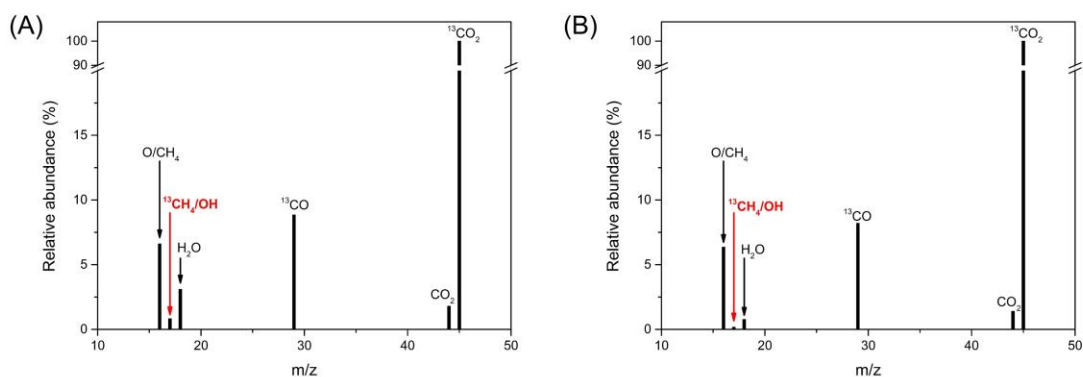 (A)
Relative abundance (%)
100
90
15
10
5
0
10
20
30
40
50
m/z
O/CH₄
¹³CH₄/OH
H₂O
¹³CO
CO₂
¹³CO₂
(B)
Relative abundance (%)
100
90
15
10
5
0
10
20
30
40
50
m/z
O/CH₄
¹³CH₄/OH
H₂O
¹³CO
CO₂
¹³CO₂